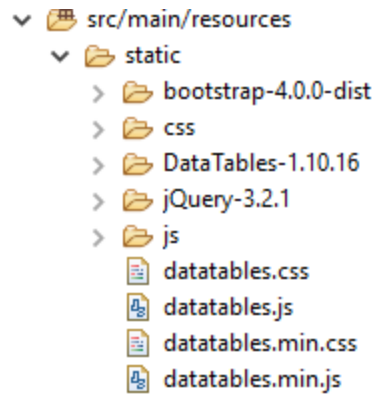 src/main/resources
static
bootstrap-4.0.0-dist
css
DataTables-1.10.16
jQuery-3.2.1
js
datatables.css
datatables.js
datatables.min.css
datatables.min.js